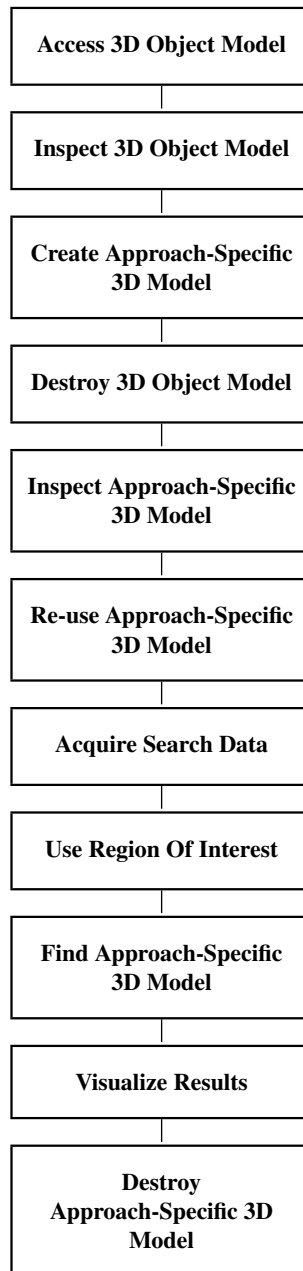 Access 3D Object Model
Inspect 3D Object Model
Create Approach-Specific
3D Model
Destroy 3D Object Model
Inspect Approach-Specific
3D Model
Re-use Approach-Specific
3D Model
Acquire Search Data
Use Region Of Interest
Find Approach-Specific
3D Model
Visualize Results
Destroy
Approach-Specific 3D
Model